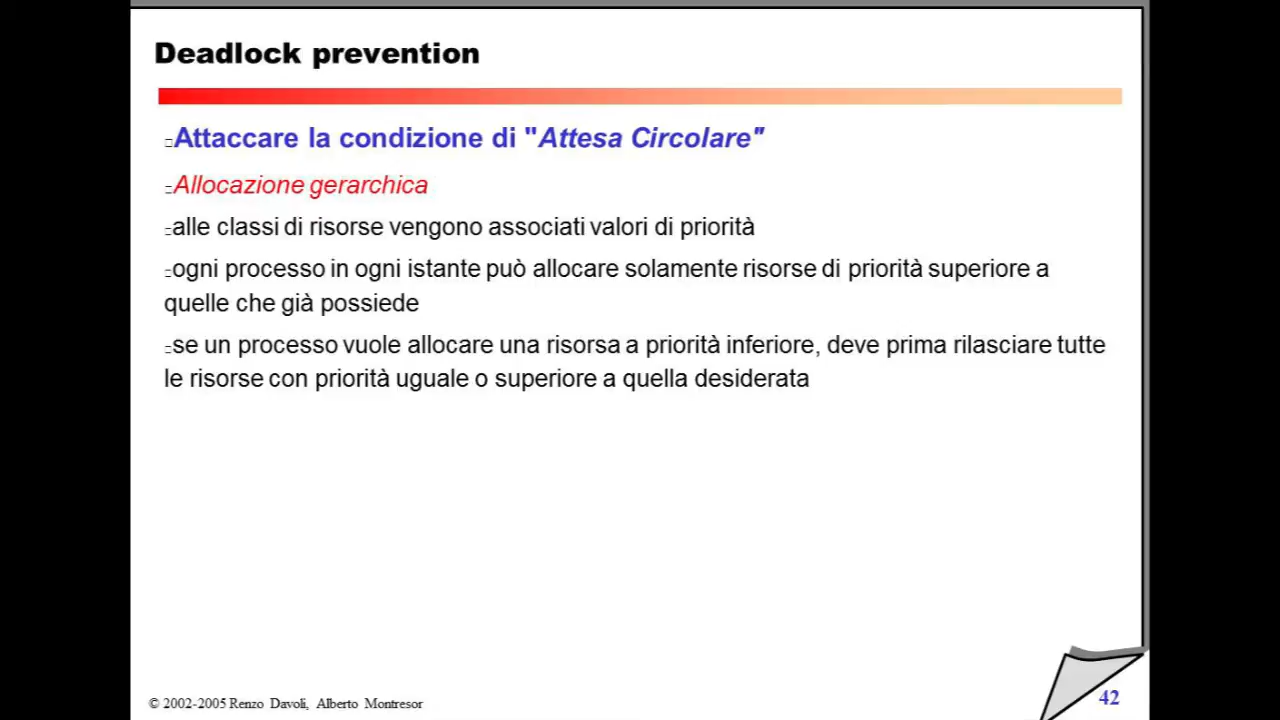 Deadlock prevention
Attaccare la condizione di "Attesa Circolare"
Allocazione gerarchica
alle classi di risorse vengono associati valori di priorità
ogni processo in ogni istante può allocare solamente risorse di priorità superiore a
quelle che già possiede
se un processo vuole allocare una risorsa a priorità inferiore, deve prima rilasciare tutte
le risorse con priorità uguale o superiore a quella desiderata
© 2002-2005 Renzo Davoli, Alberto Montresor
42